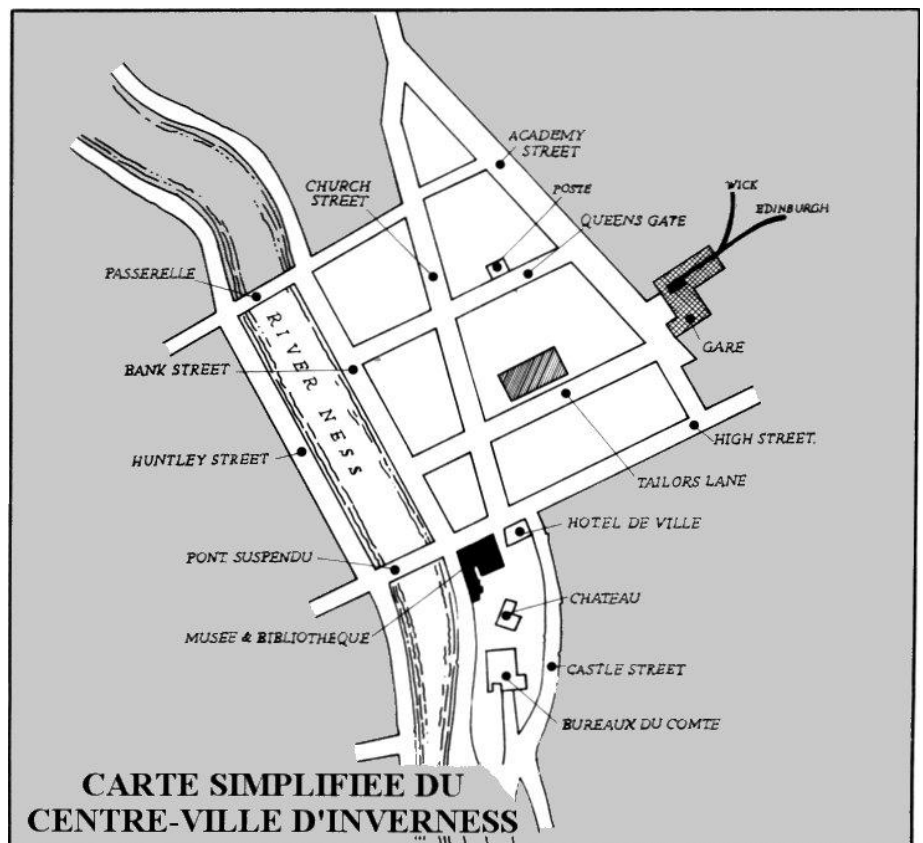 ACADEMY
STREET
WICK
EDINBURGH
CHURCH
STREET
POSTE
QUEENS GATE
PASSERELLE
RIVER NESS
GARE
BANK STREET
HIGH STREET.
HUNTLEY STREET
TAILORS LANE
HOTEL DE VILLE
PONT SUSPENDU
CHATEAU
MUSEE & BIBLIOTHEQUE
CASTLE STREET
BUREAUX DU COMTE
CARTE SIMPLIFIEE DU
CENTRE-VILLE D'INVERNESS